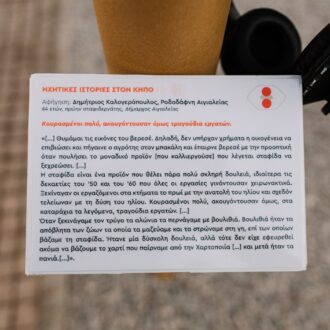 ΗΧΗΤΙΚΕΣ ΙΣΤΟΡΙΕΣ ΣΤΟΝ ΚΗΠΟ
Αφήγηση: Δημήτριος Καλογερόπουλος, Ροδοδάφνη Αιγιαλείας
64 ετών, πρώην σταφιδεργάτης, Δήμαρχος Αιγιαλείας
Κουρασμένοι πολύ, ακουγόντουσαν όμως τραγούδια εργατών.
«[...] Θυμάμαι τις εικόνες του βερεσέ. Δηλαδή, δεν υπήρχαν χρήματα η οικογένεια να
επιβιώσει και πήγαινε ο αγρότης στον μπακάλη και έπαιρνε βερεσέ με την προοπτική
όταν πουλήσει το μοναδικό προϊόν [που καλλιεργούσε] που λέγεται σταφίδα να
ξεχρεώσει. [...]
Η σταφίδα είναι ένα προϊόν που θέλει πάρα πολύ σκληρή δουλειά, ιδιαίτερα τις
δεκαετίες του '50 και του '60 που όλες οι εργασίες γινόντουσαν χειρωνακτικά.
Ξεκίναγαν οι εργαζόμενοι στα κτήματα το πρωί με την ανατολή του ηλίου και σχεδόν
τελείωναν με τη δύση του ηλίου. Κουρασμένοι πολύ, ακουγόντουσαν όμως, στα
καταράχια τα λεγόμενα, τραγούδια εργατών. [...]
Όταν ξεκινάγαμε τον τρύγο τα αλώνια τα περνάγαμε με βουλιθιά. Βουλιθιά ήταν τα
απόβλητα των ζώων τα οποία τα μαζεύαμε και τα στρώναμε στη γη, επί των οποίων
βάζαμε τη σταφίδα. Ήτανε μία δύσκολη δουλειά, αλλά τότε δεν είχε εφευρεθεί
ακόμα να βάζουμε το χαρτί που παίρναμε από την Χαρτοποιία [...] και μετά ήταν τα
πανιά.[...]».